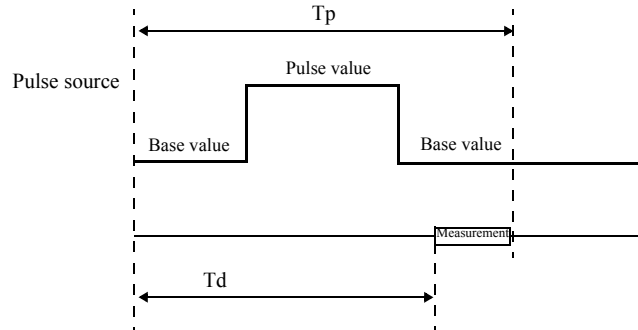 Tp
Pulse value
Pulse source
Base value
Base value
Measurement
Td